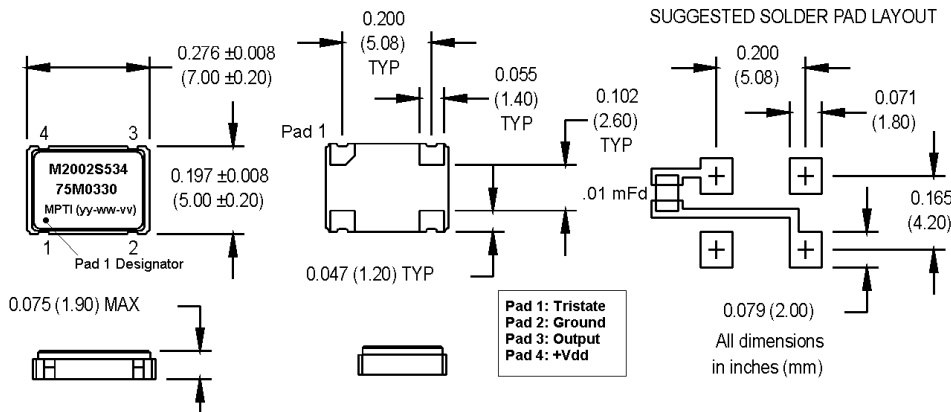 SUGGESTED SOLDER PAD LAYOUT
0.276 ±0.008
(7.00 ±0.20)
4
3
M2002S534
75M0330
MPTI (yy-ww-vv)
1
2
Pad 1 Designator
0.197 ±0.008
(5.00 ±0.20)
0.075 (1.90) MAX
0.200
(5.08)
TYP
0.055
(1.40)
TYP
Pad 1
0.102
(2.60)
TYP
0.047 (1.20) TYP
Pad 1: Tristate
Pad 2: Ground
Pad 3: Output
Pad 4: +Vdd
0.200
(5.08)
0.071
(1.80)
.01 mFd
0.165
(4.20)
0.079 (2.00)
All dimensions
in inches (mm)